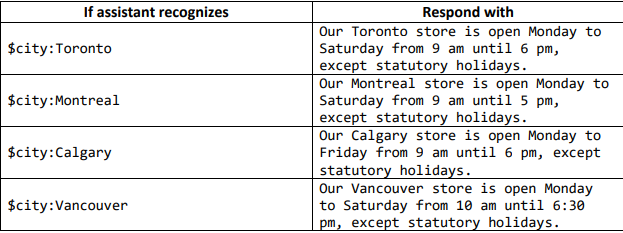 If assistant recognizes
Respond with
$city:Toronto
Our Toronto store is open Monday to
Saturday from 9 am until 6 pm,
except statutory holidays.
$city:Montreal
Our Montreal store is open Monday to
Saturday from 9 am until 5 pm,
except statutory holidays.
$city:Calgary
Our Calgary store is open Monday to
Friday from 9 am until 6 pm, except
statutory holidays.
$city:Vancouver
Our Vancouver store is open Monday
to Saturday from 10 am until 6:30
pm, except statutory holidays.